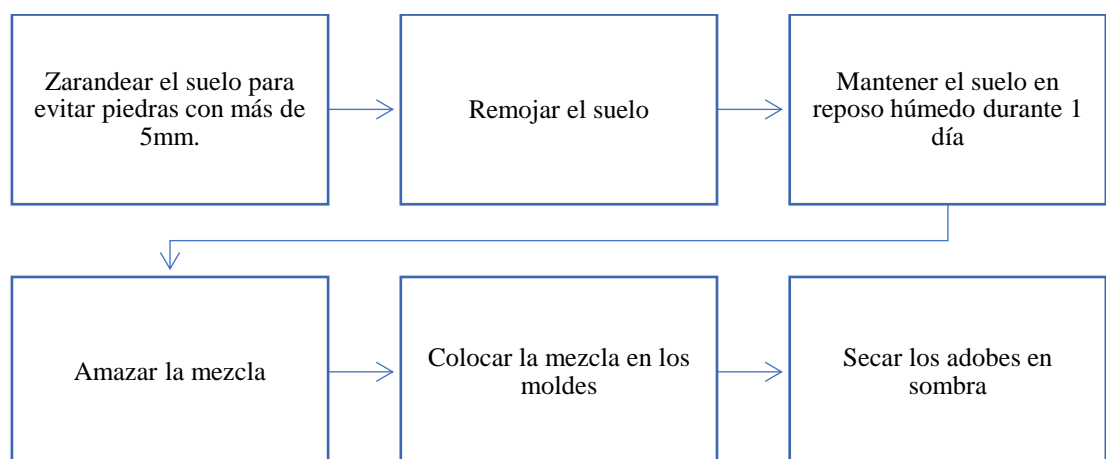 Zarandear el suelo para
evitar piedras con más de
5mm.
Remojar el suelo
Mantener el suelo en
reposo húmedo durante 1
día
Amazar la mezcla
Colocar la mezcla en los
moldes
Secar los adobes en
sombra